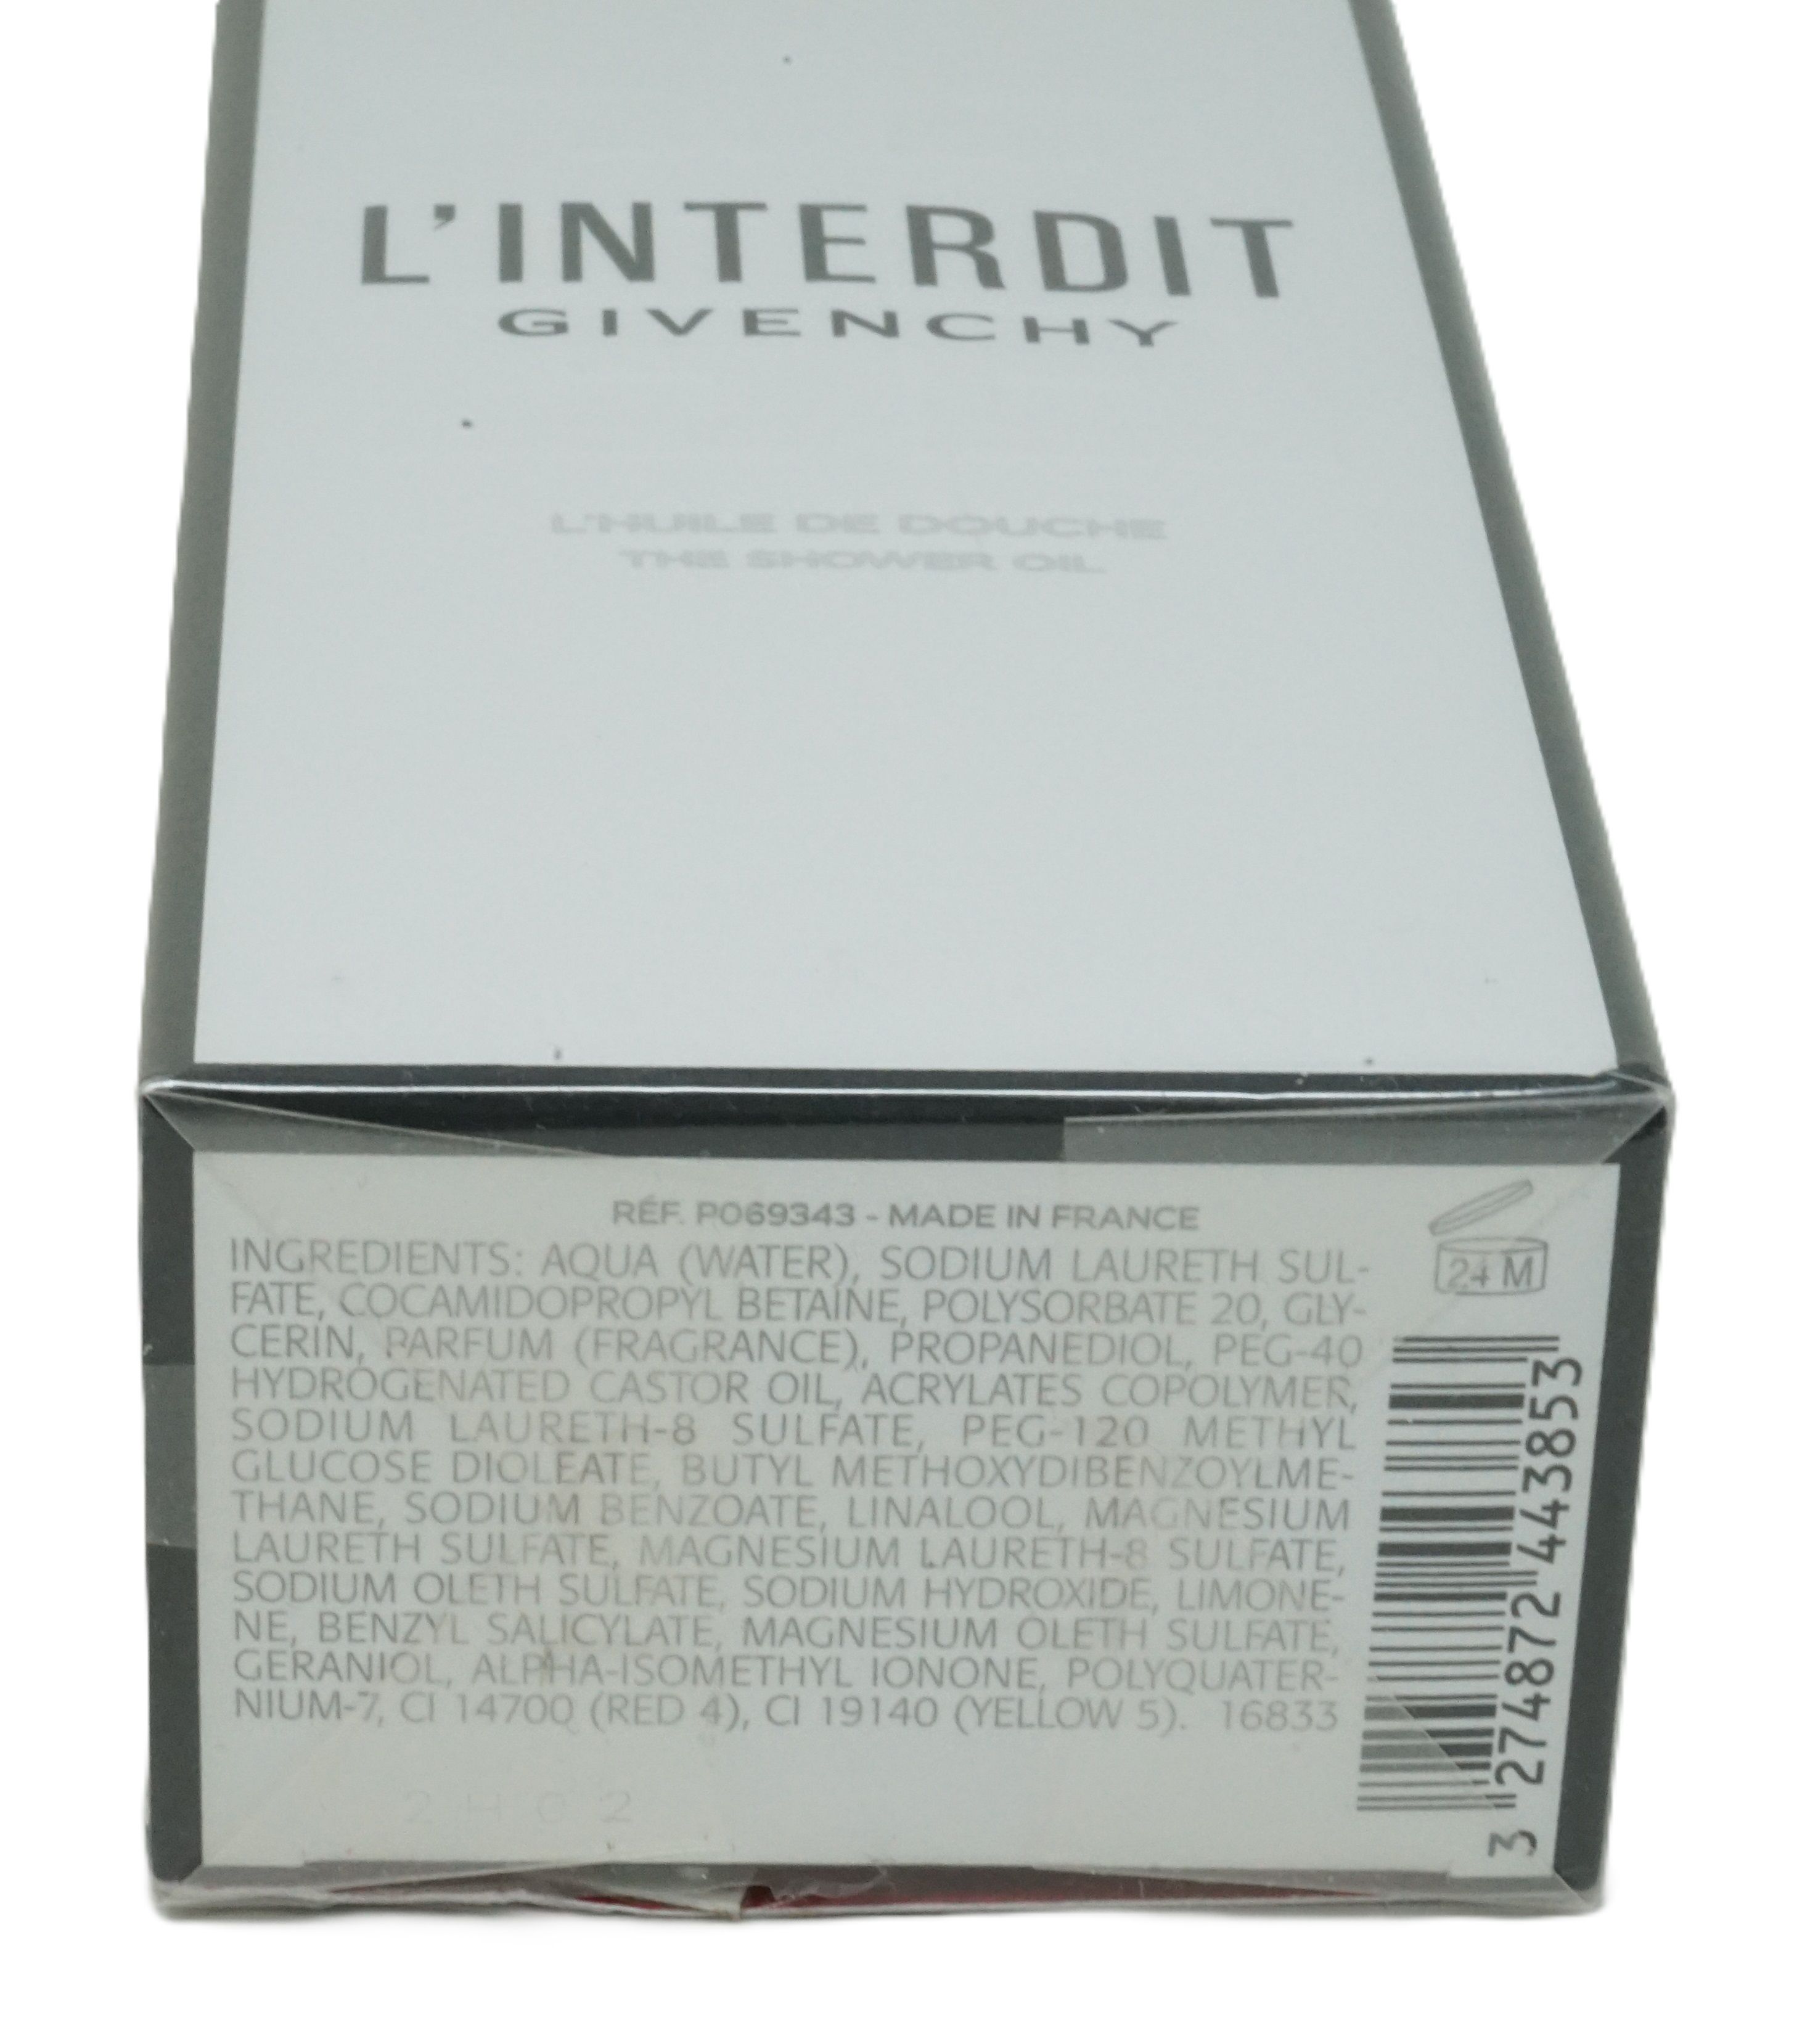 L'INTERDIT
GIVENCHY
L'HUILE DE DOUCHE
THE SHOWER OIL
RÉF. P069343 - MADE IN FRANCE
INGREDIENTS: AQUA (WATER), SODIUM LAURETH SUL-
FATE, COCAMIDOPROPYL BETAINE, POLYSORBATE 20, GLY-
CERIN, PARFUM (FRAGRANCE), PROPANEDIOL, PEG-40
HYDROGENATED CASTOR OIL, ACRYLATES COPOLYMER,
SODIUM LAURETH-8 SULFATE, PEG-120 METHYL
GLUCOSE DIOLEATE, BUTYL METHOXYDIBENZOYLME-
THANE, SODIUM BENZOATE, LINALOOL, MAGNESIUM
LAURETH SULFATE, MAGNESIUM LAURETH-8 SULFATE,
SODIUM OLETH SULFATE, SODIUM HYDROXIDE, LIMONE-
NE, BENZYL SALICYLATE, MAGNESIUM OLETH SULFATE,
GERANIOL, ALPHA-ISOMETHYL IONONE, POLYQUATER-
NIUM-7, CI 14700 (RED 4), CI 19140 (YELLOW 5). 16833
24 M
3 274872 443853